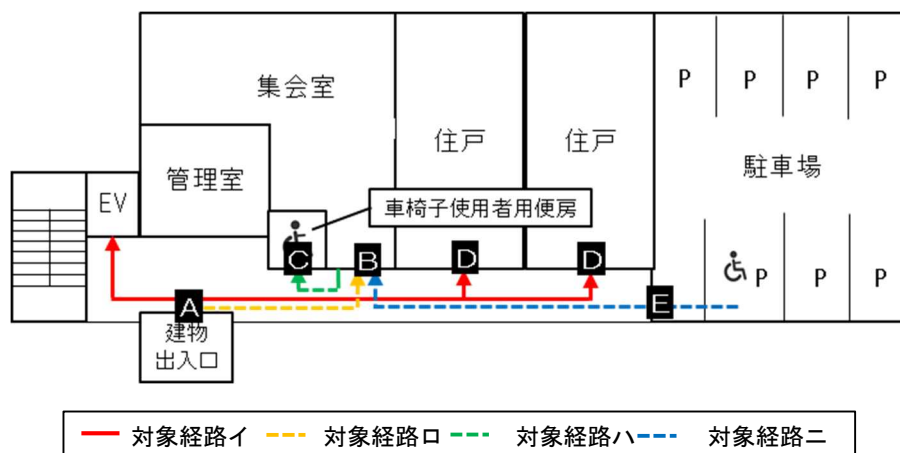 集会室
P P P P
住戸
住戸
駐車場
管理室
EV
車椅子使用者用便房
C
B
D
D
P P P
A
E
建物
出入口
対象経路イ
対象経路ロ
対象経路ハ
対象経路ニ